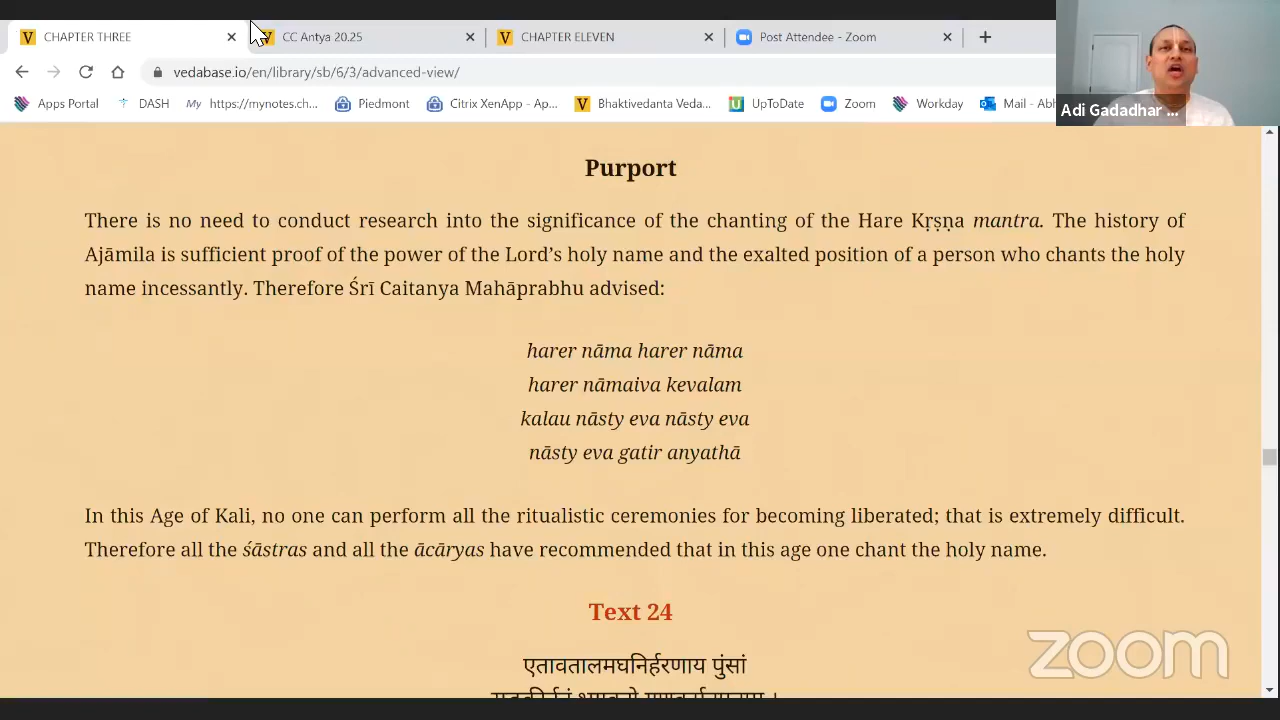 CHAPTER THREE
CC Antya 20.25
CHAPTER ELEVEN
Post Attendee - Zoom
vedabase.io/en/library/sb/6/3/advanced-view/
Apps Portal
DASH
My https://mynotes.ch...
Piedmont
Citrix XenApp - Ap...
Bhaktivedanta Veda...
UpToDate
Zoom
Workday
Mail - Abh
Adi Gadadhar ...
Purport
There is no need to conduct research into the significance of the chanting of the Hare Kṛṣṇa mantra. The history of
Ajāmila is sufficient proof of the power of the Lord’s holy name and the exalted position of a person who chants the holy
name incessantly. Therefore Śrī Caitanya Mahāprabhu advised:
harer nāma harer nāma
harer nāmaiva kevalam
kalau nāsty eva nāsty eva
nāsty eva gatir anyathā
In this Age of Kali, no one can perform all the ritualistic ceremonies for becoming liberated; that is extremely difficult.
Therefore all the śāstras and all the ācāryas have recommended that in this age one chant the holy name.
Text 24
एतावतालमघनिर्हरणाय पुंसां
zoom